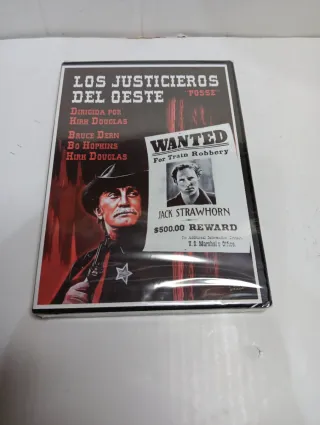 LOS JUSTICIEROS
DEL OESTE "POSSE"
DIRIGIDA POR
KIRK DOUGLAS
BRUCE DERN
BO HOPKINS
KIRK DOUGLAS
WANTED
For Train Robbery
JACK STRAWHORN
$500.00 REWARD
U.S. Marshal's Office.